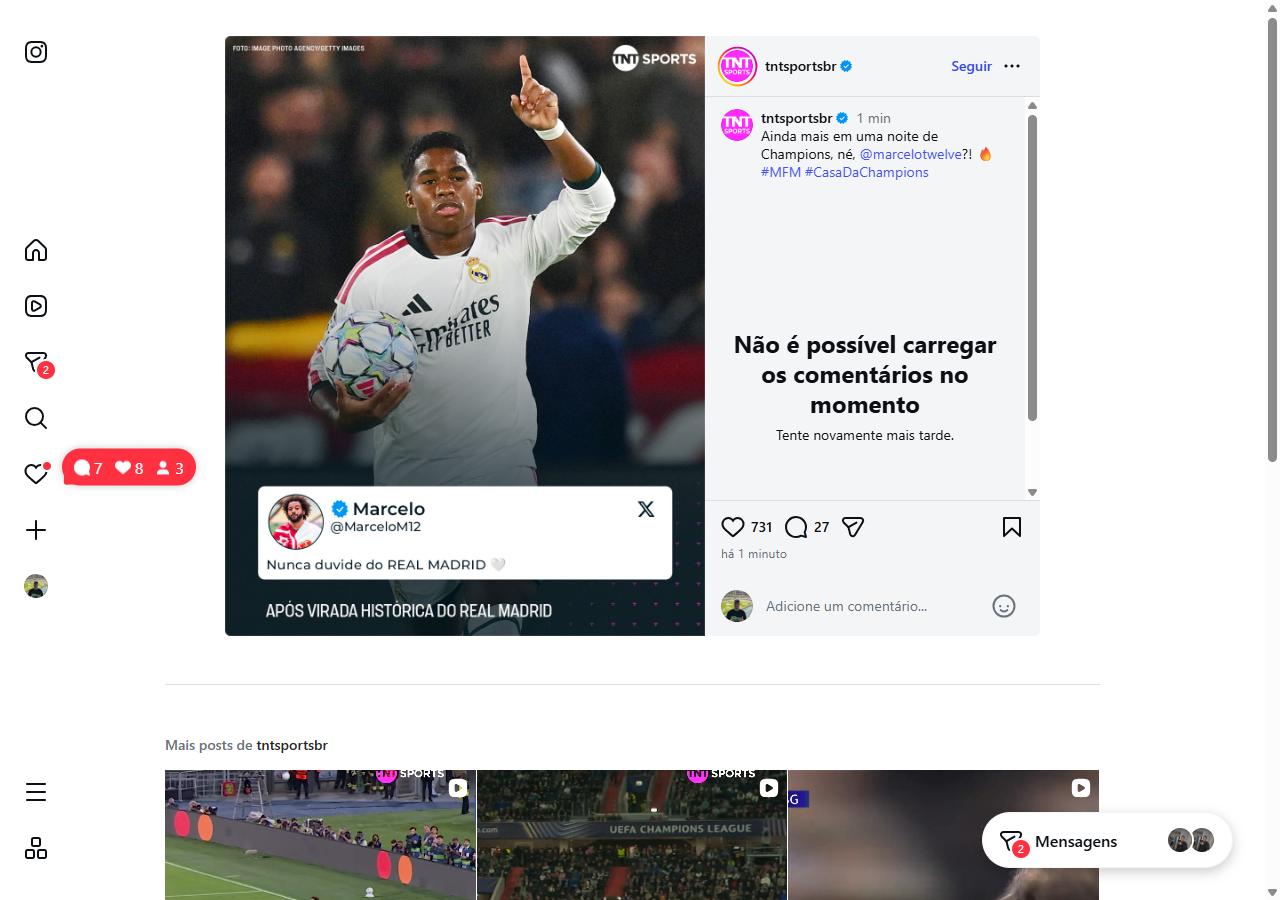 FOTO: IMAGE PHOTO AGENCY/GETTY IMAGES
TNT SPORTS
Emirates
FLY BETTER
Marcelo
@MarceloM12
Nunca duvide do REAL MADRID 🤍
APÓS VIRADA HISTÓRICA DO REAL MADRID
TNT SPORTS
tntsportsbr
Seguir
TNT SPORTS
tntsportsbr 1 min
Ainda mais em uma noite de
Champions, né, @marcelotwelve?! 🔥
#MFM #CasaDaChampions
Não é possível carregar
os comentários no
momento
Tente novamente mais tarde.
731 27
há 1 minuto
Adicione um comentário...
2
7 8 3
Mais posts de tntsportsbr
TNT SPORTS
TNT SPORTS
UEFA CHAMPIONS LEAGUE
2
Mensagens